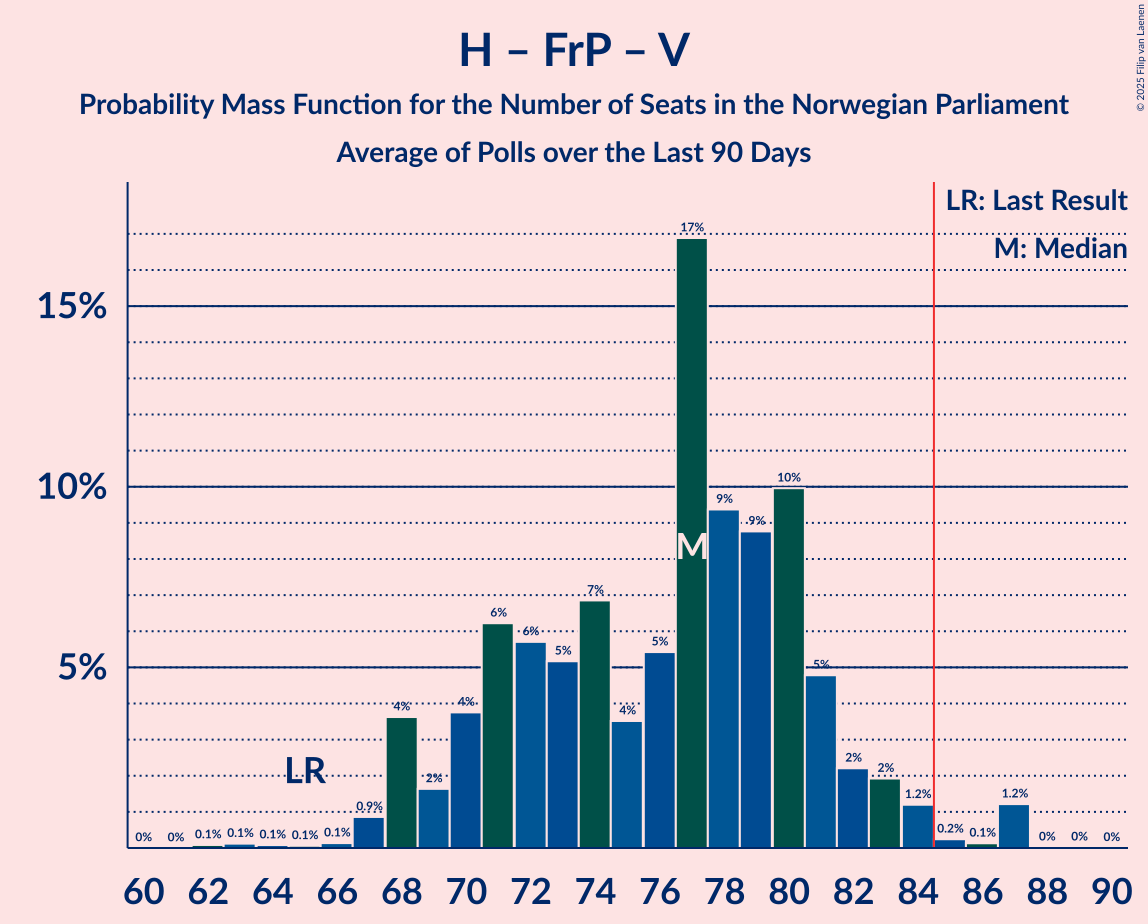 H – FrP – V
Probability Mass Function for the Number of Seats in the Norwegian Parliament
Average of Polls over the Last 90 Days
© 2025 Filip van Laenen
LR: Last Result
M: Median
15%
10%
5%
0% 0% 0.1% 0.1% 0.1% 0.1% 0.1% 0.9% 4% 2% 4% 6% 6% 5% 7% 4% 5% 17% 9% 9% 10% 5% 2% 2% 1.2% 0.2% 0.1% 1.2% 0% 0% 0%
LR
M
60 62 64 66 68 70 72 74 76 78 80 82 84 86 88 90